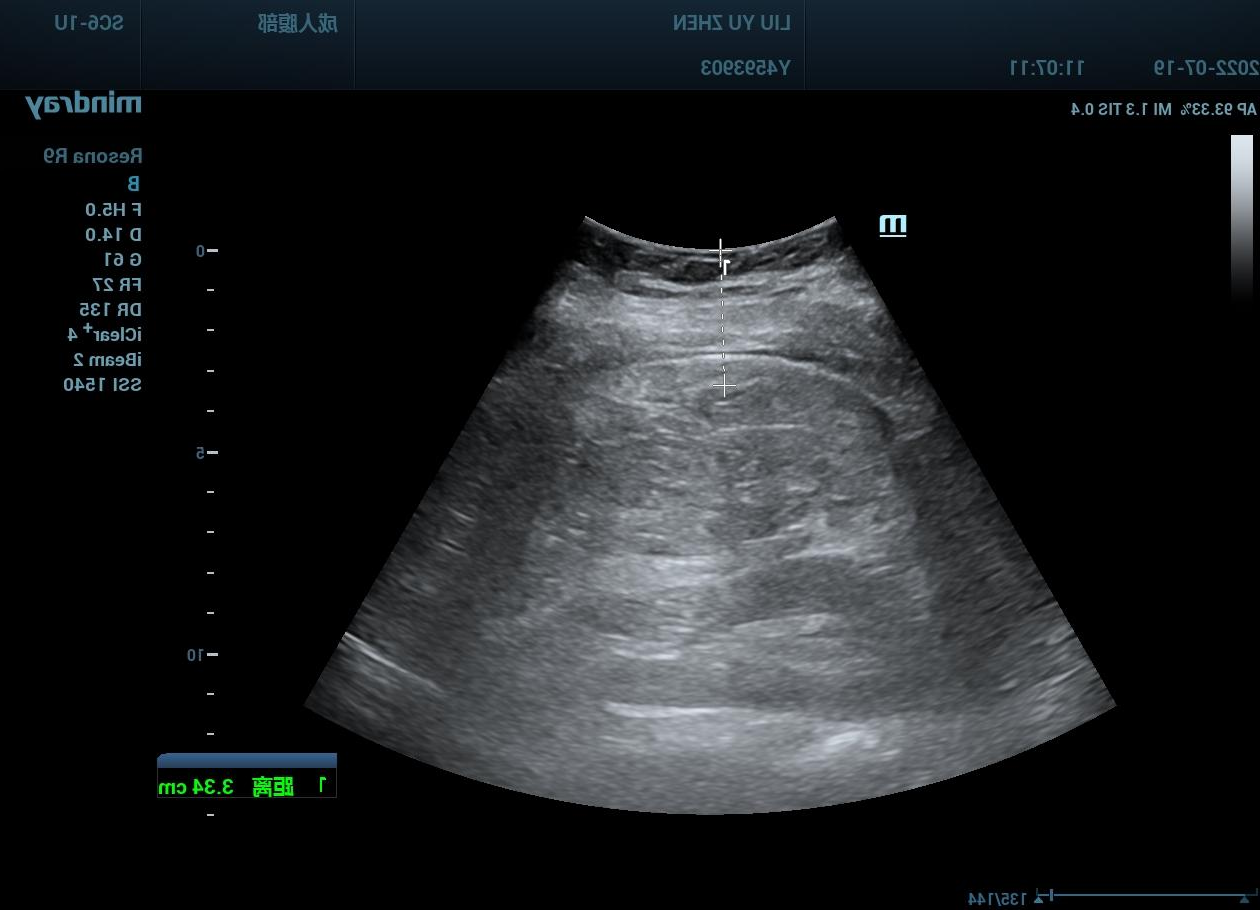 SC6-1U 成人腹部 LIU YU ZHEN
Y4593903 11:07:11 2022-07-19
mindray
AP 93.33% MI 1.3 TIS 0.4
Resona R9
B
F H5.0
D 14.0
G 61
FR 27
DR 135
iClear+ 4
iBeam 2
SSI 1540
m
0
1
5
10
1 距离 3.34 cm
135/144